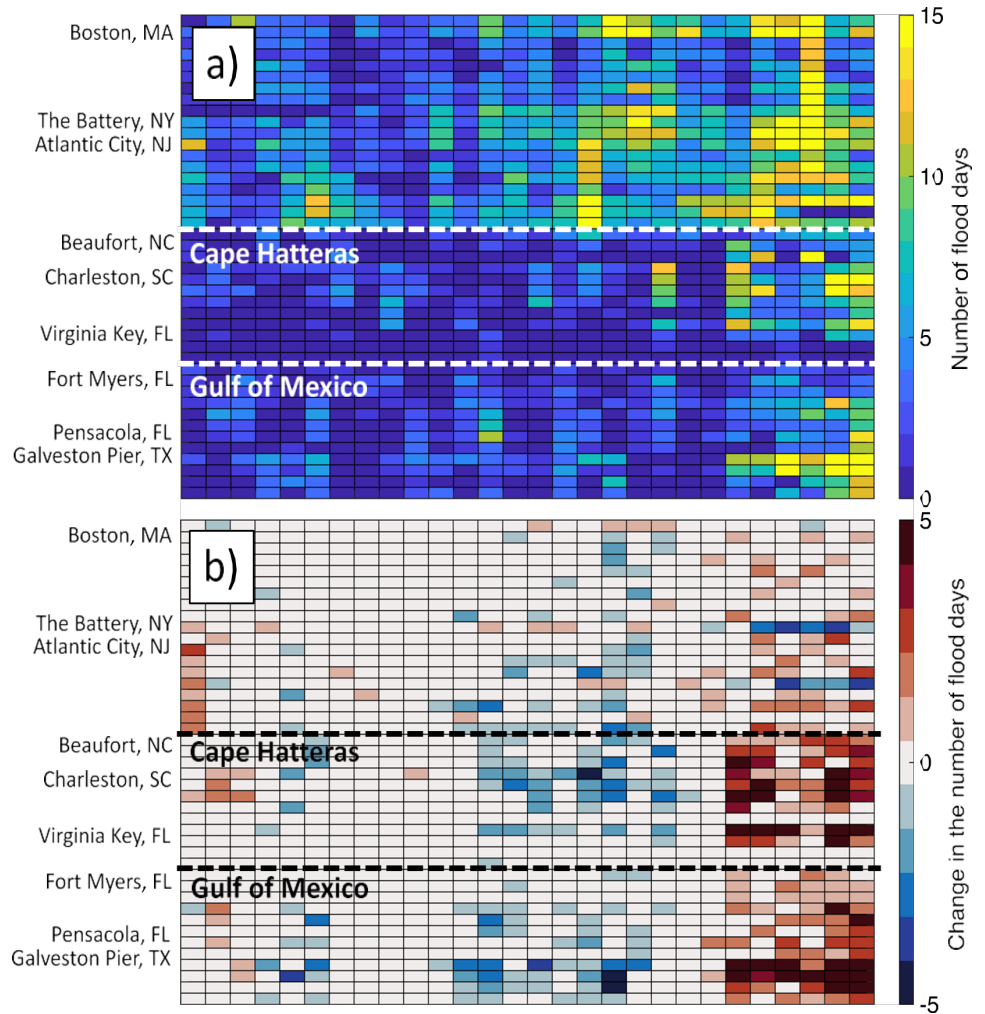 a)
Boston, MA
The Battery, NY
Atlantic City, NJ
Beaufort, NC
Cape Hatteras
Charleston, SC
Virginia Key, FL
Fort Myers, FL
Gulf of Mexico
Pensacola, FL
Galveston Pier, TX
15
10
5
0
Number of flood days
b)
Boston, MA
The Battery, NY
Atlantic City, NJ
Beaufort, NC
Cape Hatteras
Charleston, SC
Virginia Key, FL
Fort Myers, FL
Gulf of Mexico
Pensacola, FL
Galveston Pier, TX
5
0
-5
Change in the number of flood days